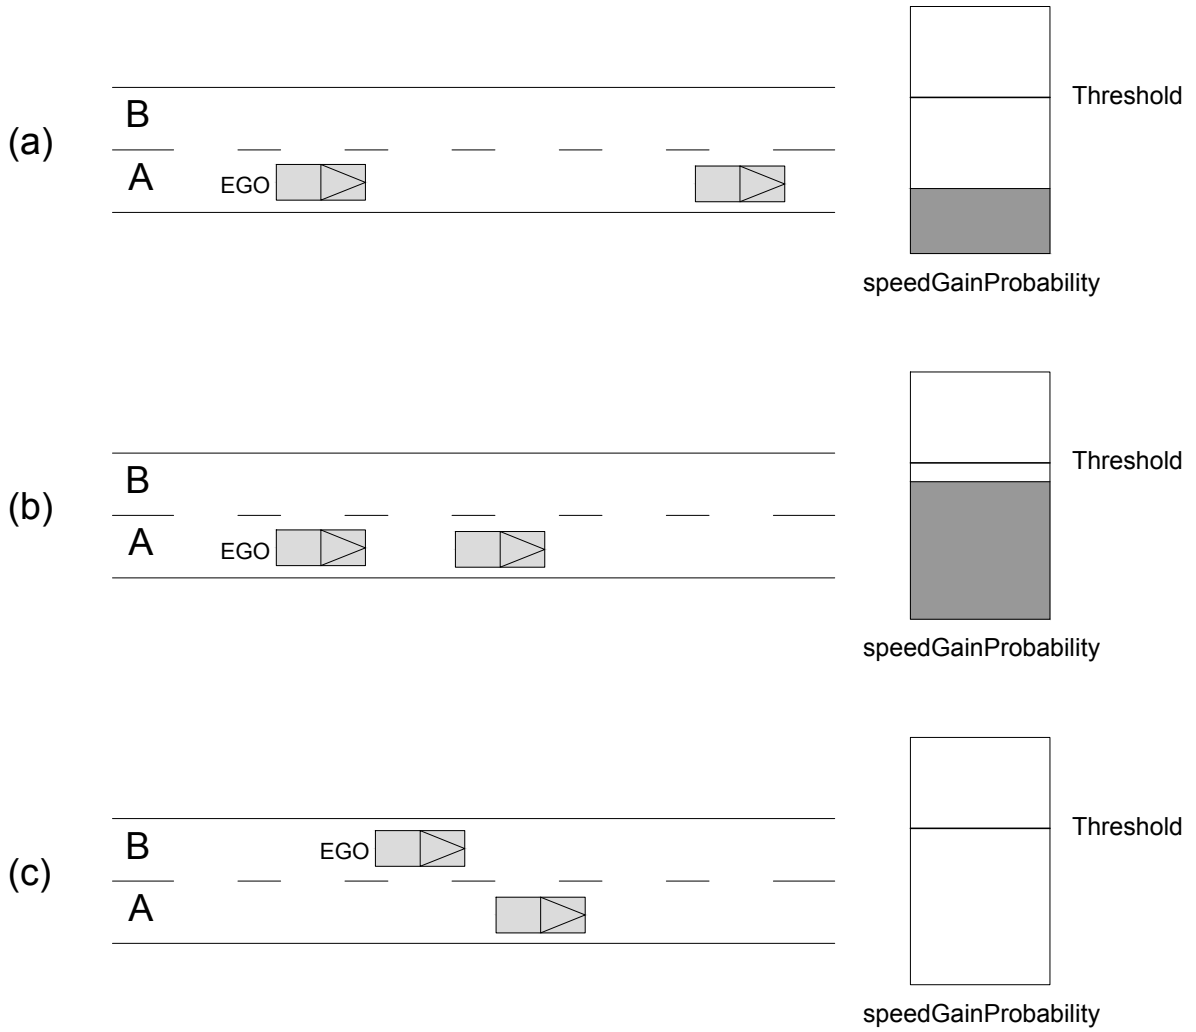 (a)
B
A
EGO
Threshold
speedGainProbability
(b)
B
A
EGO
Threshold
speedGainProbability
(c)
B
EGO
A
Threshold
speedGainProbability